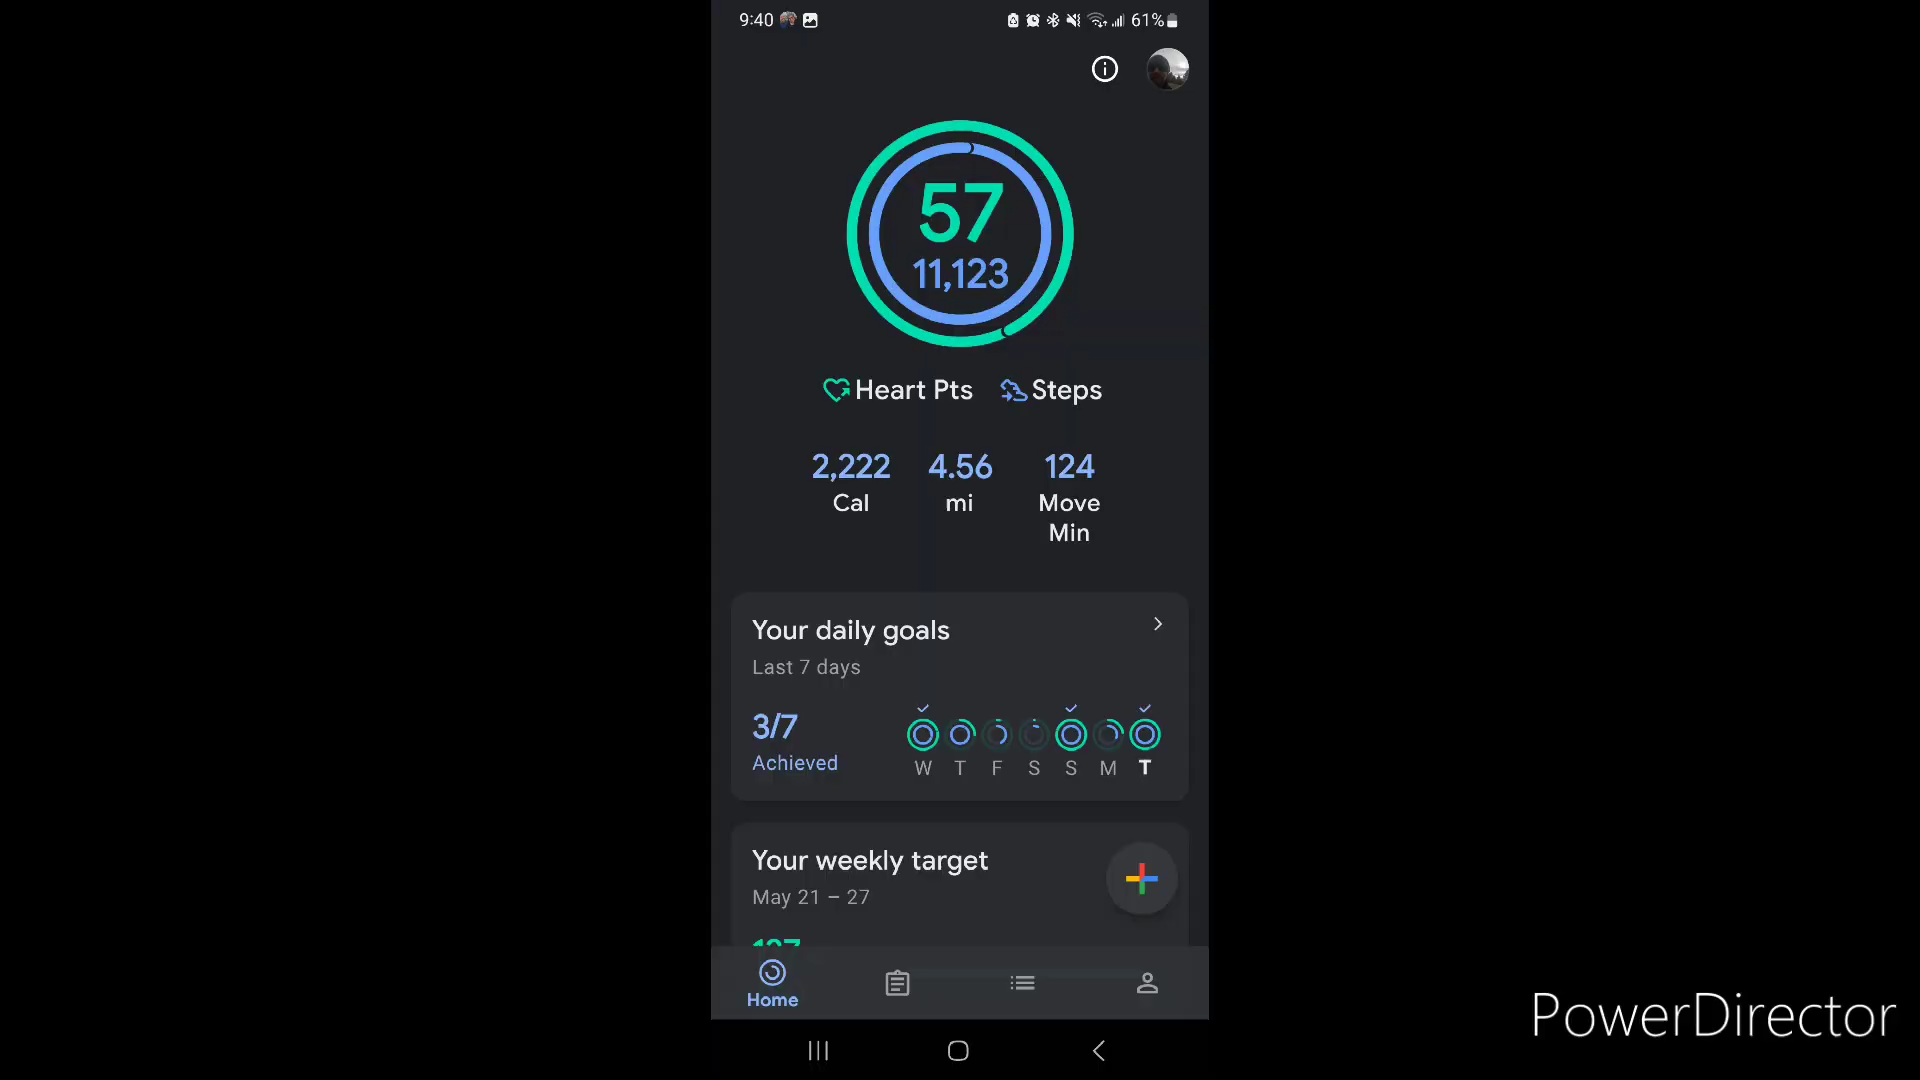 9:40 61%
57
11,123
Heart Pts Steps
2,222 4.56 124
Cal mi Move
Min
Your daily goals
Last 7 days
3/7
Achieved
W T F S S M T
Your weekly target
May 21 – 27
Home
PowerDirector